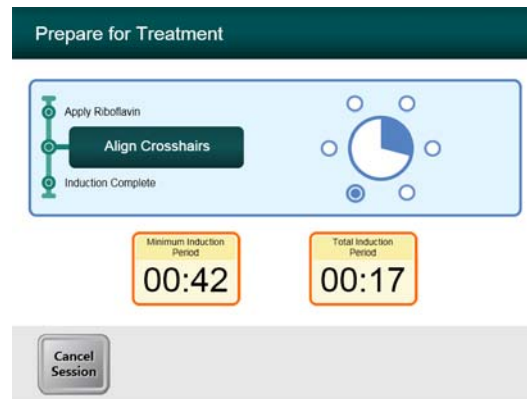 Prepare for Treatment
Apply Riboflavin
Align Crosshairs
Induction Complete
Minimum Induction
Period
00:42
Total Induction
Period
00:17
Cancel
Session